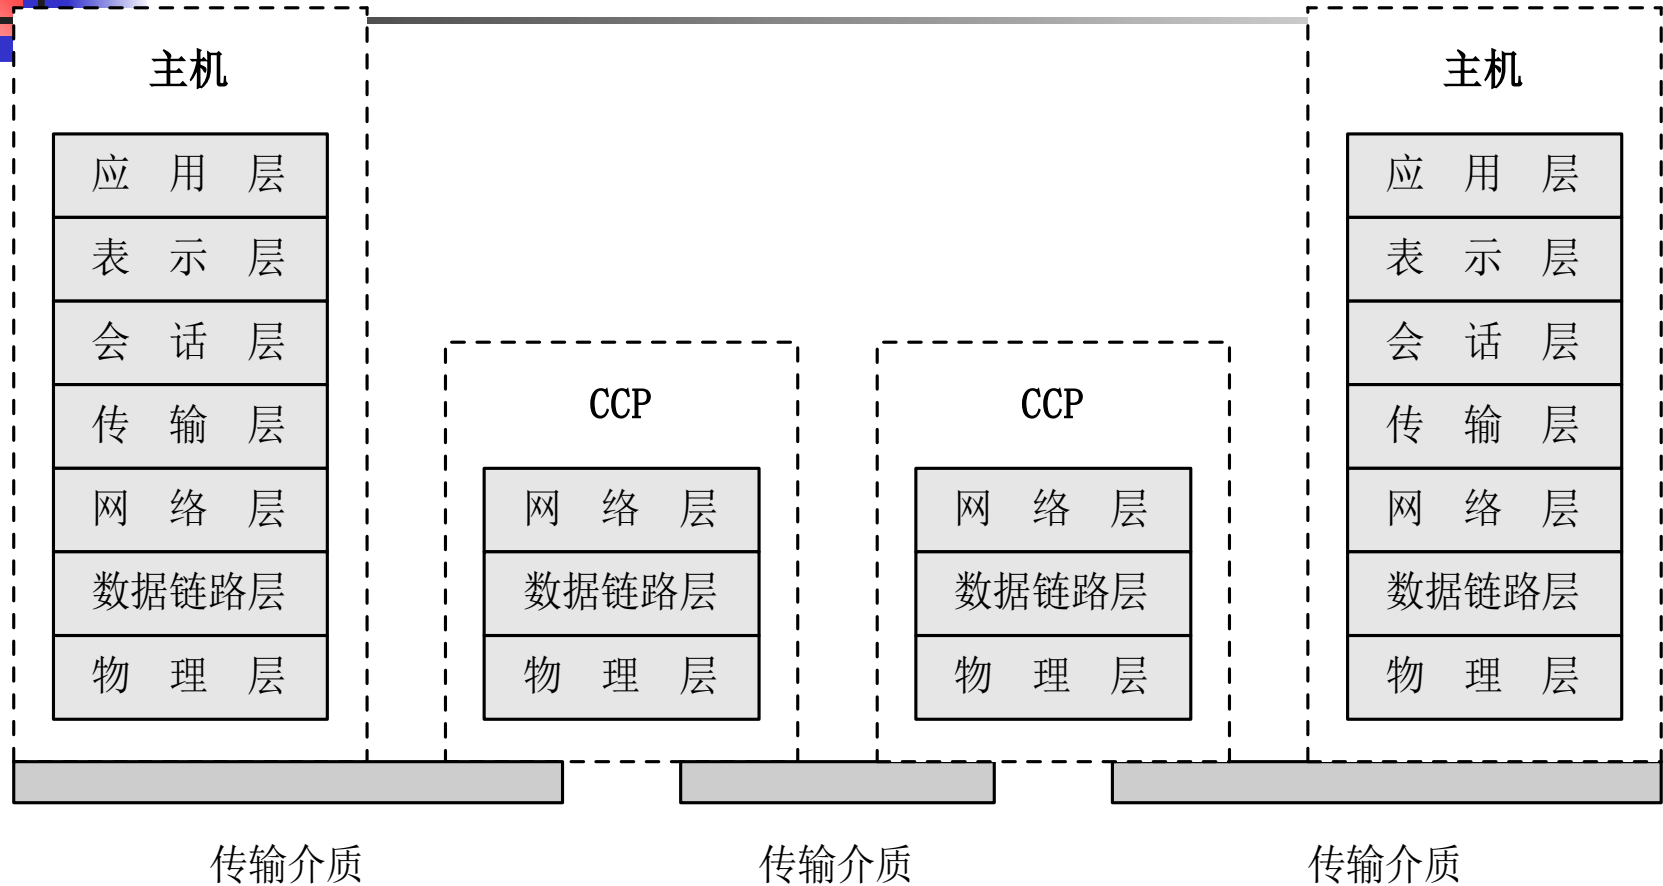 主机
应 用 层
表 示 层
会 话 层
传 输 层
网 络 层
数据链路层
物 理 层
CCP
网 络 层
数据链路层
物 理 层
CCP
网 络 层
数据链路层
物 理 层
主机
应 用 层
表 示 层
会 话 层
传 输 层
网 络 层
数据链路层
物 理 层
传输介质
传输介质
传输介质